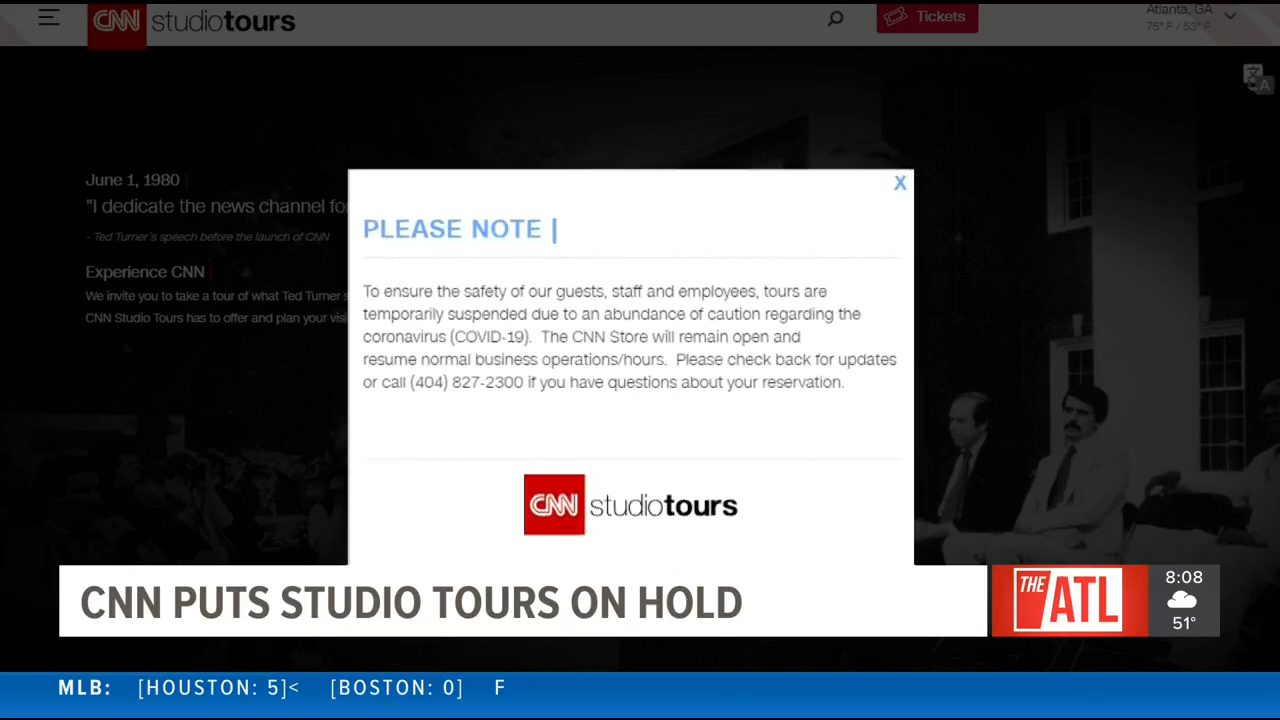 CNN studiotours
Tickets
Atlanta, GA
75° F / 53° F
文
A
June 1, 1980 |
"I dedicate the news channel for
- Ted Turner's speech before the launch of CNN
Experience CNN |
We invite you to take a tour of what Ted Turner s
CNN Studio Tours has to offer and plan your visi
X
PLEASE NOTE |
To ensure the safety of our guests, staff and employees, tours are
temporarily suspended due to an abundance of caution regarding the
coronavirus (COVID-19). The CNN Store will remain open and
resume normal business operations/hours. Please check back for updates
or call (404) 827-2300 if you have questions about your reservation.
CNN studiotours
CNN PUTS STUDIO TOURS ON HOLD
THE ATL
8:08
51°
MLB: [HOUSTON: 5]< [BOSTON: 0] F